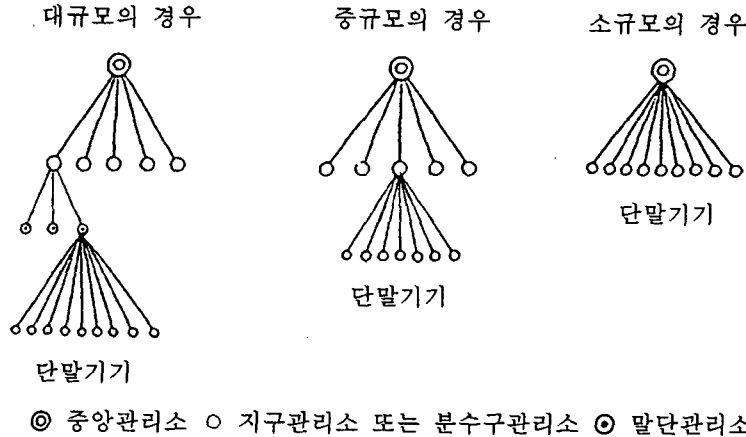 대규모의 경우
중규모의 경우
소규모의 경우
단말기기
단말기기
단말기기
◎ 중앙관리소 ○ 지구관리소 또는 분수구관리소 ⊙ 말단관리소